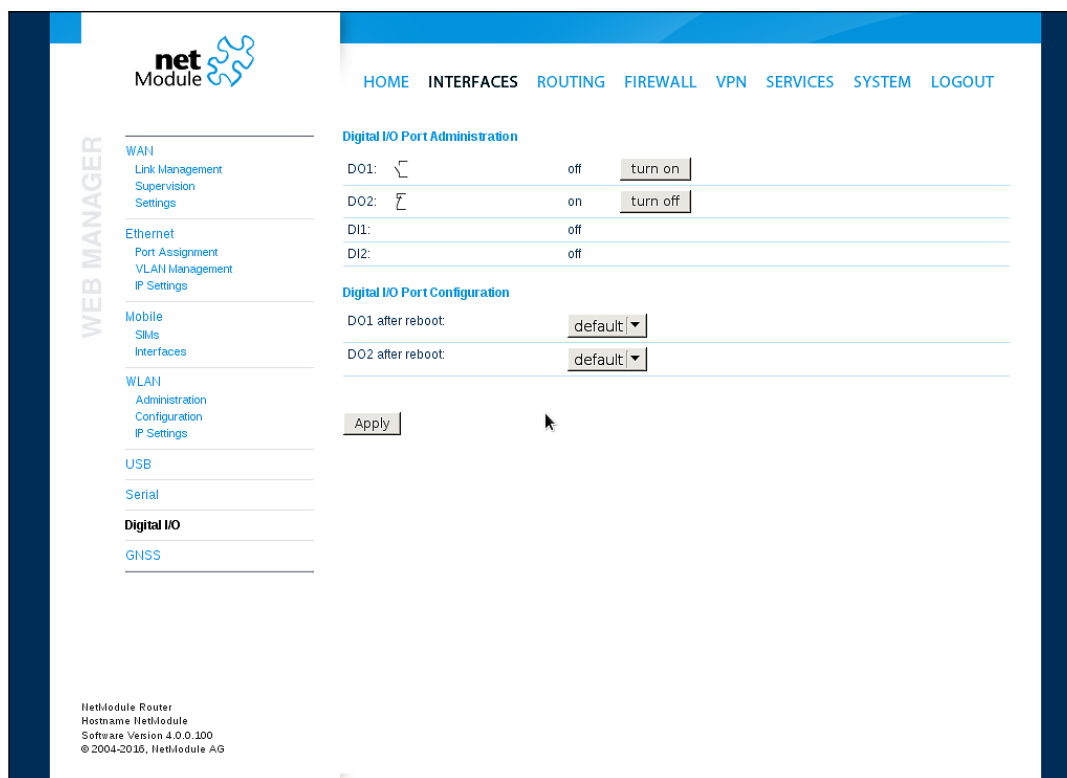 net
Module
HOME INTERFACES ROUTING FIREWALL VPN SERVICES SYSTEM LOGOUT
WEB MANAGER
WAN
Link Management
Supervision
Settings
Ethernet
Port Assignment
VLAN Management
IP Settings
Mobile
SIMs
Interfaces
WLAN
Administration
Configuration
IP Settings
USB
Serial
Digital I/O
GNSS
Digital I/O Port Administration
DO1: off turn on
DO2: on turn off
DI1: off
DI2: off
Digital I/O Port Configuration
DO1 after reboot: default
DO2 after reboot: default
Apply
NetModule Router
Hostname NetModule
Software Version 4.0.0.100
© 2004-2016, NetModule AG